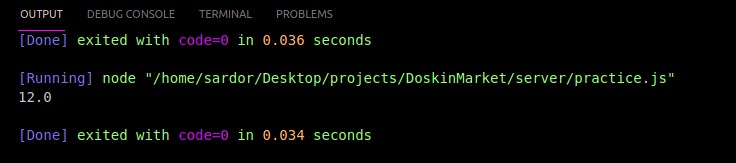 OUTPUT DEBUG CONSOLE TERMINAL PROBLEMS
[Done] exited with code=0 in 0.036 seconds
[Running] node "/home/sardor/Desktop/projects/DoskinMarket/server/practice.js"
12.0
[Done] exited with code=0 in 0.034 seconds